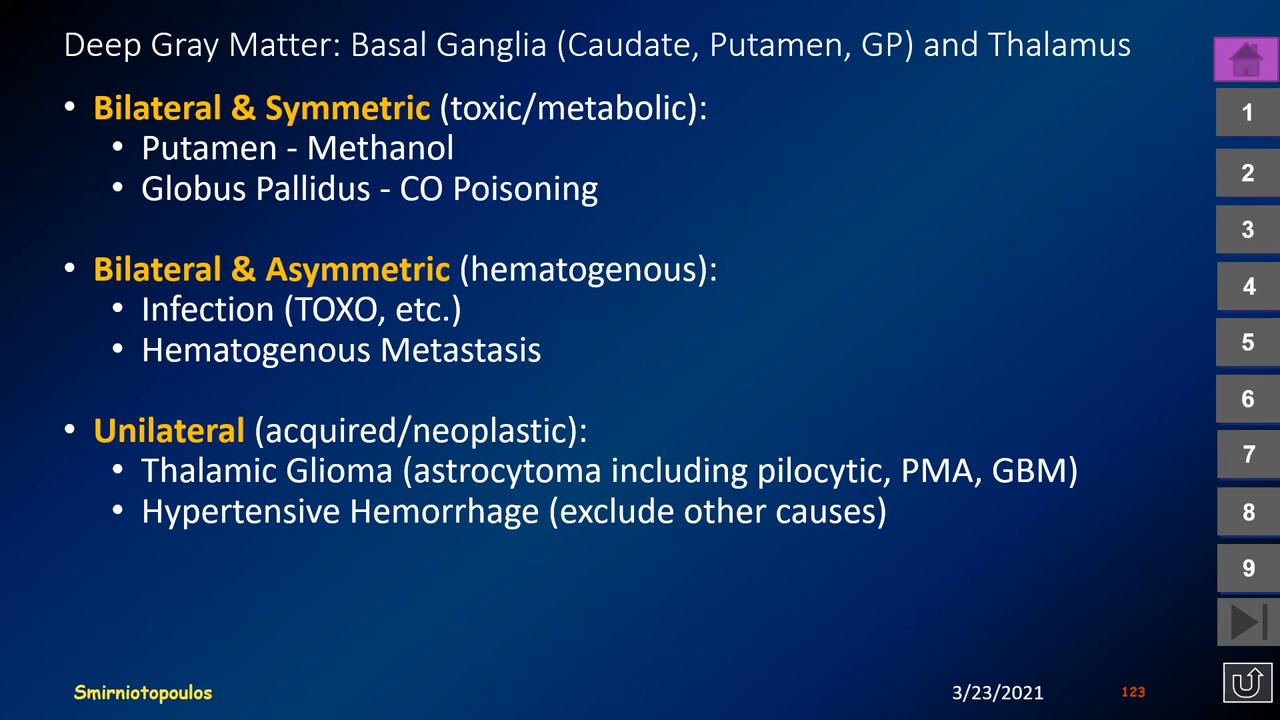 Deep Gray Matter: Basal Ganglia (Caudate, Putamen, GP) and Thalamus
• Bilateral & Symmetric (toxic/metabolic):
• Putamen - Methanol
• Globus Pallidus - CO Poisoning
• Bilateral & Asymmetric (hematogenous):
• Infection (TOXO, etc.)
• Hematogenous Metastasis
• Unilateral (acquired/neoplastic):
• Thalamic Glioma (astrocytoma including pilocytic, PMA, GBM)
• Hypertensive Hemorrhage (exclude other causes)
1
2
3
4
5
6
7
8
9
Smirniotopoulos
3/23/2021
123